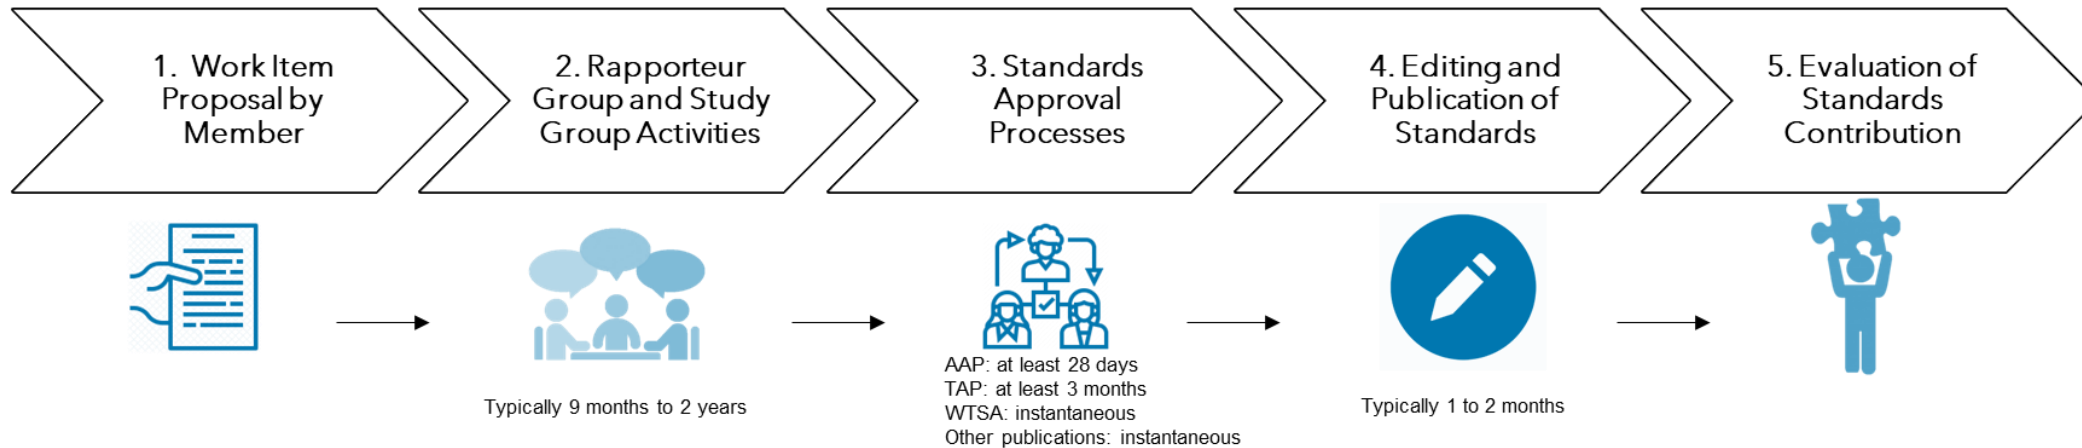 1. Work Item
Proposal by
Member
2. Rapporteur
Group and Study
Group Activities
3. Standards
Approval
Processes
4. Editing and
Publication of
Standards
5. Evaluation of
Standards
Contribution
Typically 9 months to 2 years
AAP: at least 28 days
TAP: at least 3 months
WTSA: instantaneous
Other publications: instantaneous
Typically 1 to 2 months